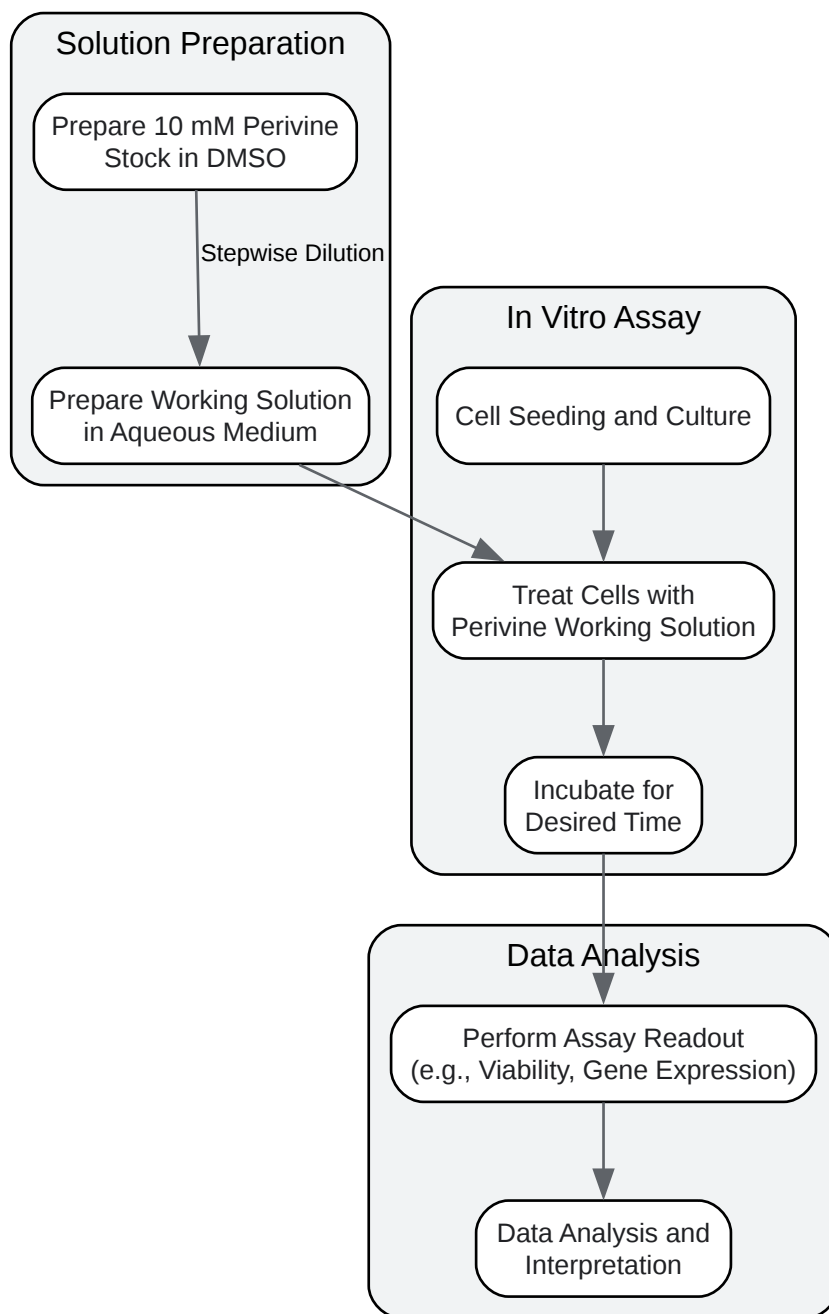 Solution Preparation
Prepare 10 mM Perivine
Stock in DMSO
Stepwise Dilution
Prepare Working Solution
in Aqueous Medium
In Vitro Assay
Cell Seeding and Culture
Treat Cells with
Perivine Working Solution
Incubate for
Desired Time
Data Analysis
Perform Assay Readout
(e.g., Viability, Gene Expression)
Data Analysis and
Interpretation